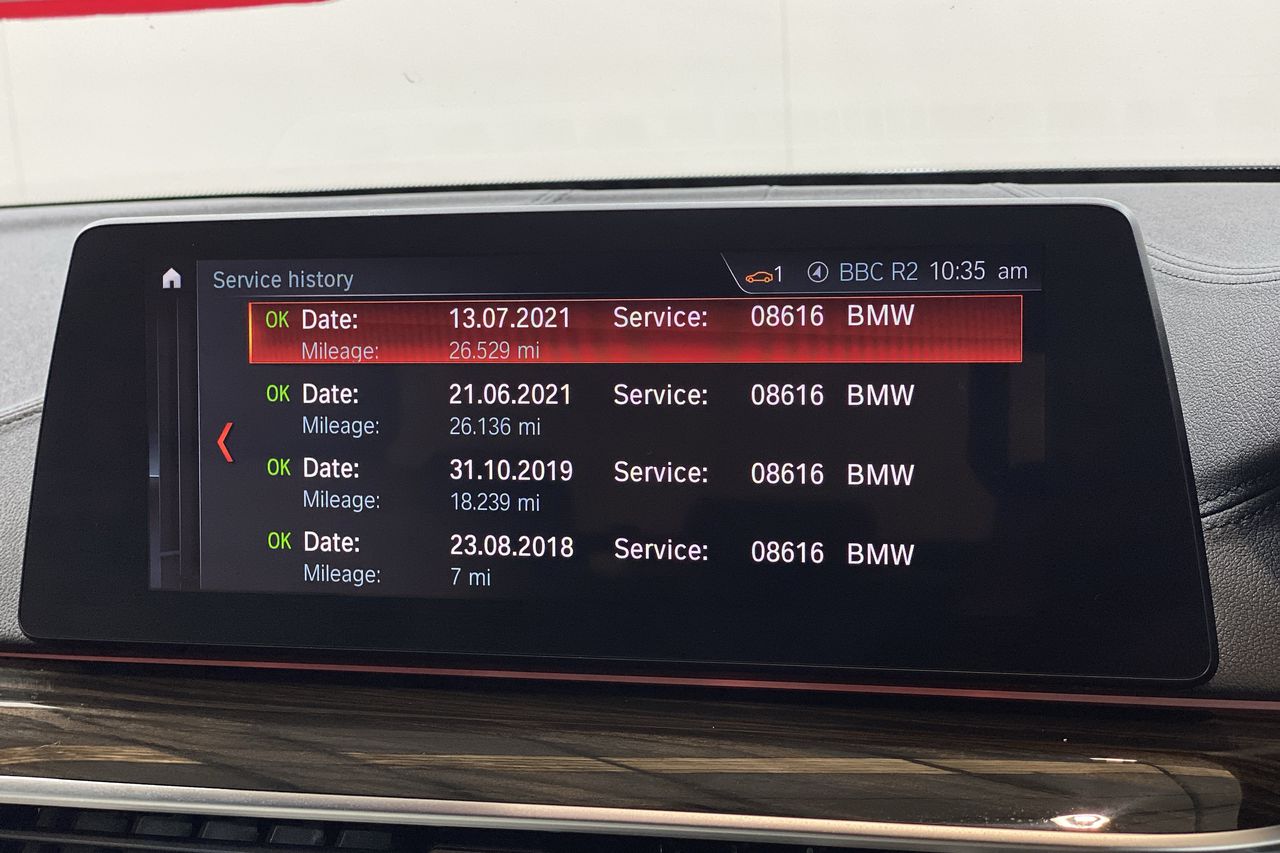 Service history
1 BBC R2 10:35 am
OK Date: 13.07.2021 Service: 08616 BMW
Mileage: 26.529 mi
OK Date: 21.06.2021 Service: 08616 BMW
Mileage: 26.136 mi
OK Date: 31.10.2019 Service: 08616 BMW
Mileage: 18.239 mi
OK Date: 23.08.2018 Service: 08616 BMW
Mileage: 7 mi